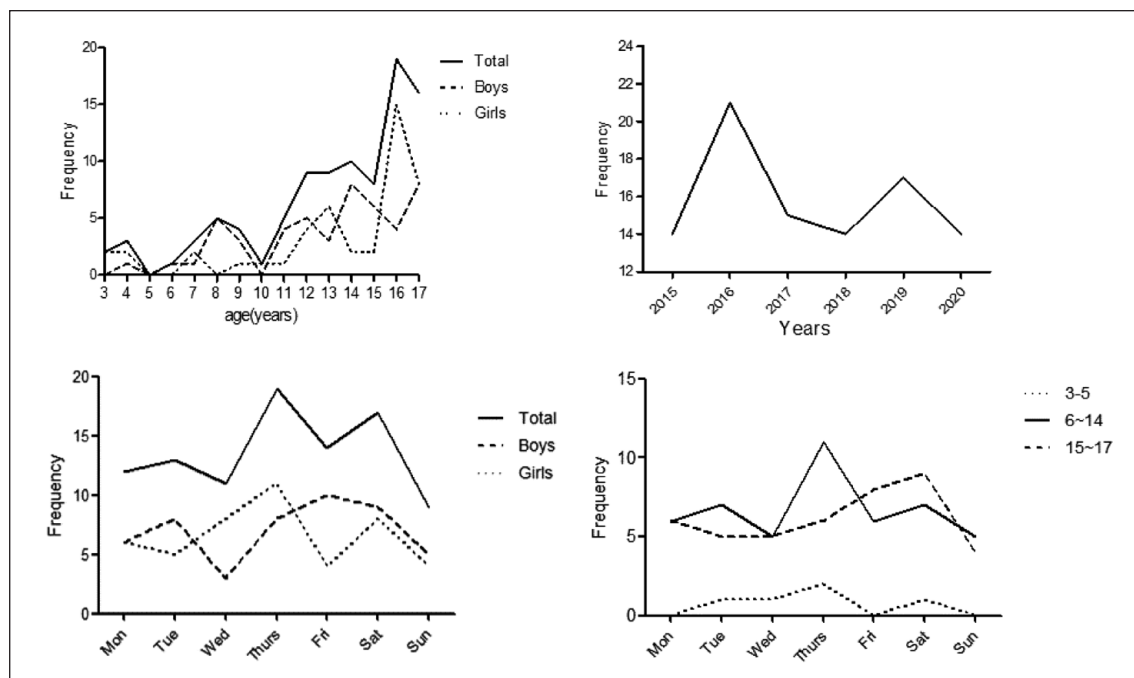 20
15
10
5
0
Frequency
3 4 5 6 7 8 9 10 11 12 13 14 15 16 17
age(years)
Total
Boys
Girls
24
22
20
18
16
14
12
Frequency
2015 2016 2017 2018 2019 2020
Years
20
15
10
5
0
Frequency
Mon Tue Wed Thurs Fri Sat Sun
Total
Boys
Girls
15
10
5
0
Frequency
Mon Tue Wed Thurs Fri Sat Sun
3-5
6~14
15~17